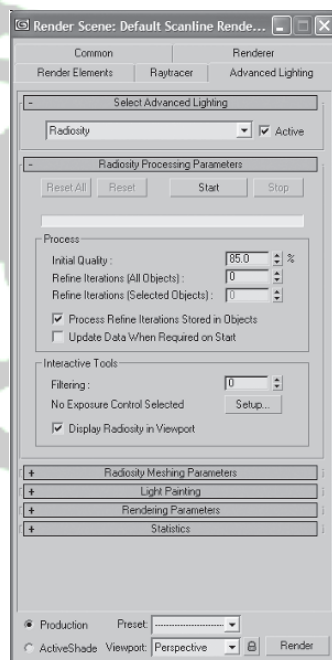 Render Scene: Default Scanline Rende...
Common Renderer
Render Elements Raytracer Advanced Lighting
- Select Advanced Lighting
Radiosity Active
- Radiosity Processing Parameters
Reset All Reset Start Stop
Process
Initial Quality : 85.0 %
Refine Iterations (All Objects) : 0
Refine Iterations (Selected Objects) : 0
Process Refine Iterations Stored in Objects
Update Data When Required on Start
Interactive Tools
Filtering : 0
No Exposure Control Selected Setup...
Display Radiosity in Viewport
+ Radiosity Meshing Parameters
+ Light Painting
+ Rendering Parameters
+ Statistics
Production Preset: -------------------------
ActiveShade Viewport: Perspective Render